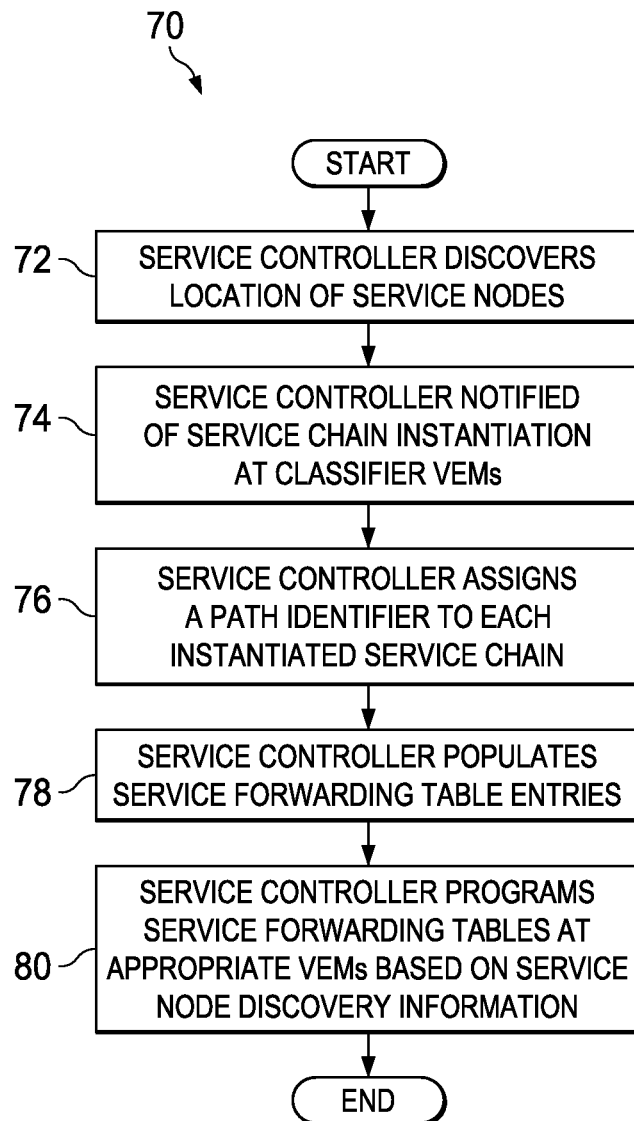 70
START
72
SERVICE CONTROLLER DISCOVERS
LOCATION OF SERVICE NODES
74
SERVICE CONTROLLER NOTIFIED
OF SERVICE CHAIN INSTANTIATION
AT CLASSIFIER VEMs
76
SERVICE CONTROLLER ASSIGNS
A PATH IDENTIFIER TO EACH
INSTANTIATED SERVICE CHAIN
78
SERVICE CONTROLLER POPULATES
SERVICE FORWARDING TABLE ENTRIES
80
SERVICE CONTROLLER PROGRAMS
SERVICE FORWARDING TABLES AT
APPROPRIATE VEMs BASED ON SERVICE
NODE DISCOVERY INFORMATION
END